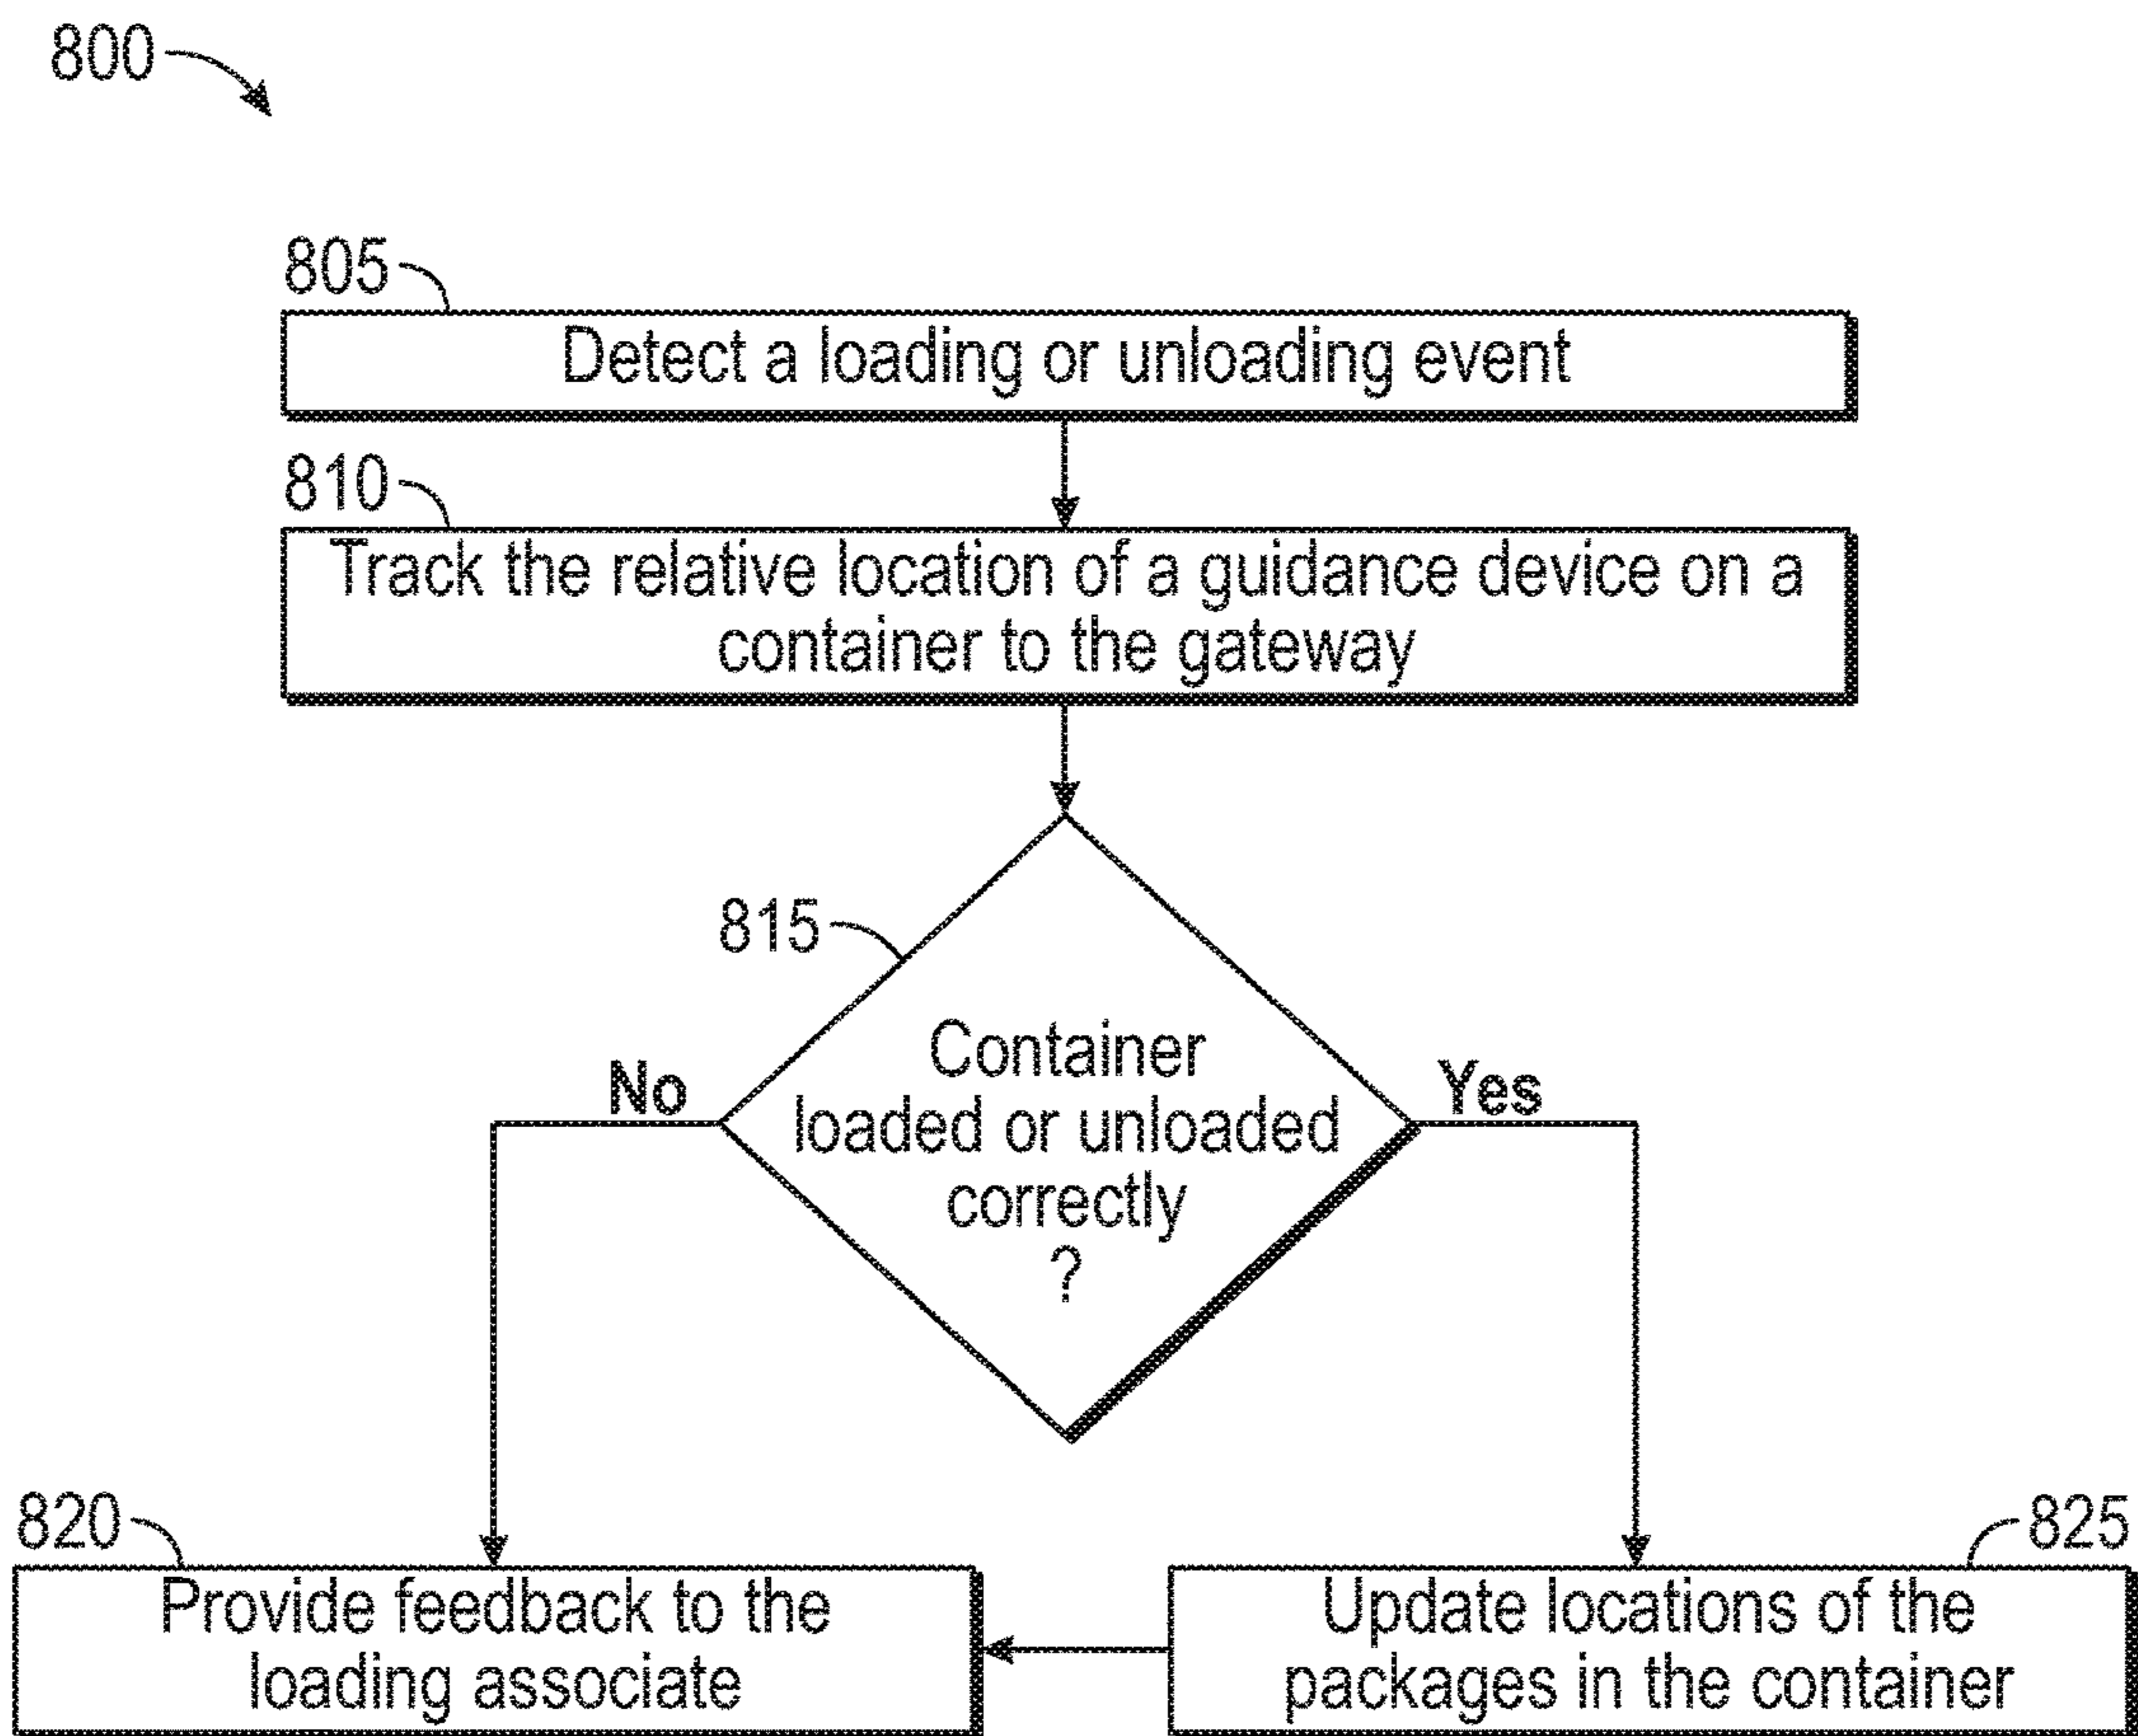 800
805
Detect a loading or unloading event
810
Track the relative location of a guidance device on a
container to the gateway
815
Container
loaded or unloaded
correctly
?
No
Yes
820
Provide feedback to the
loading associate
825
Update locations of the
packages in the container